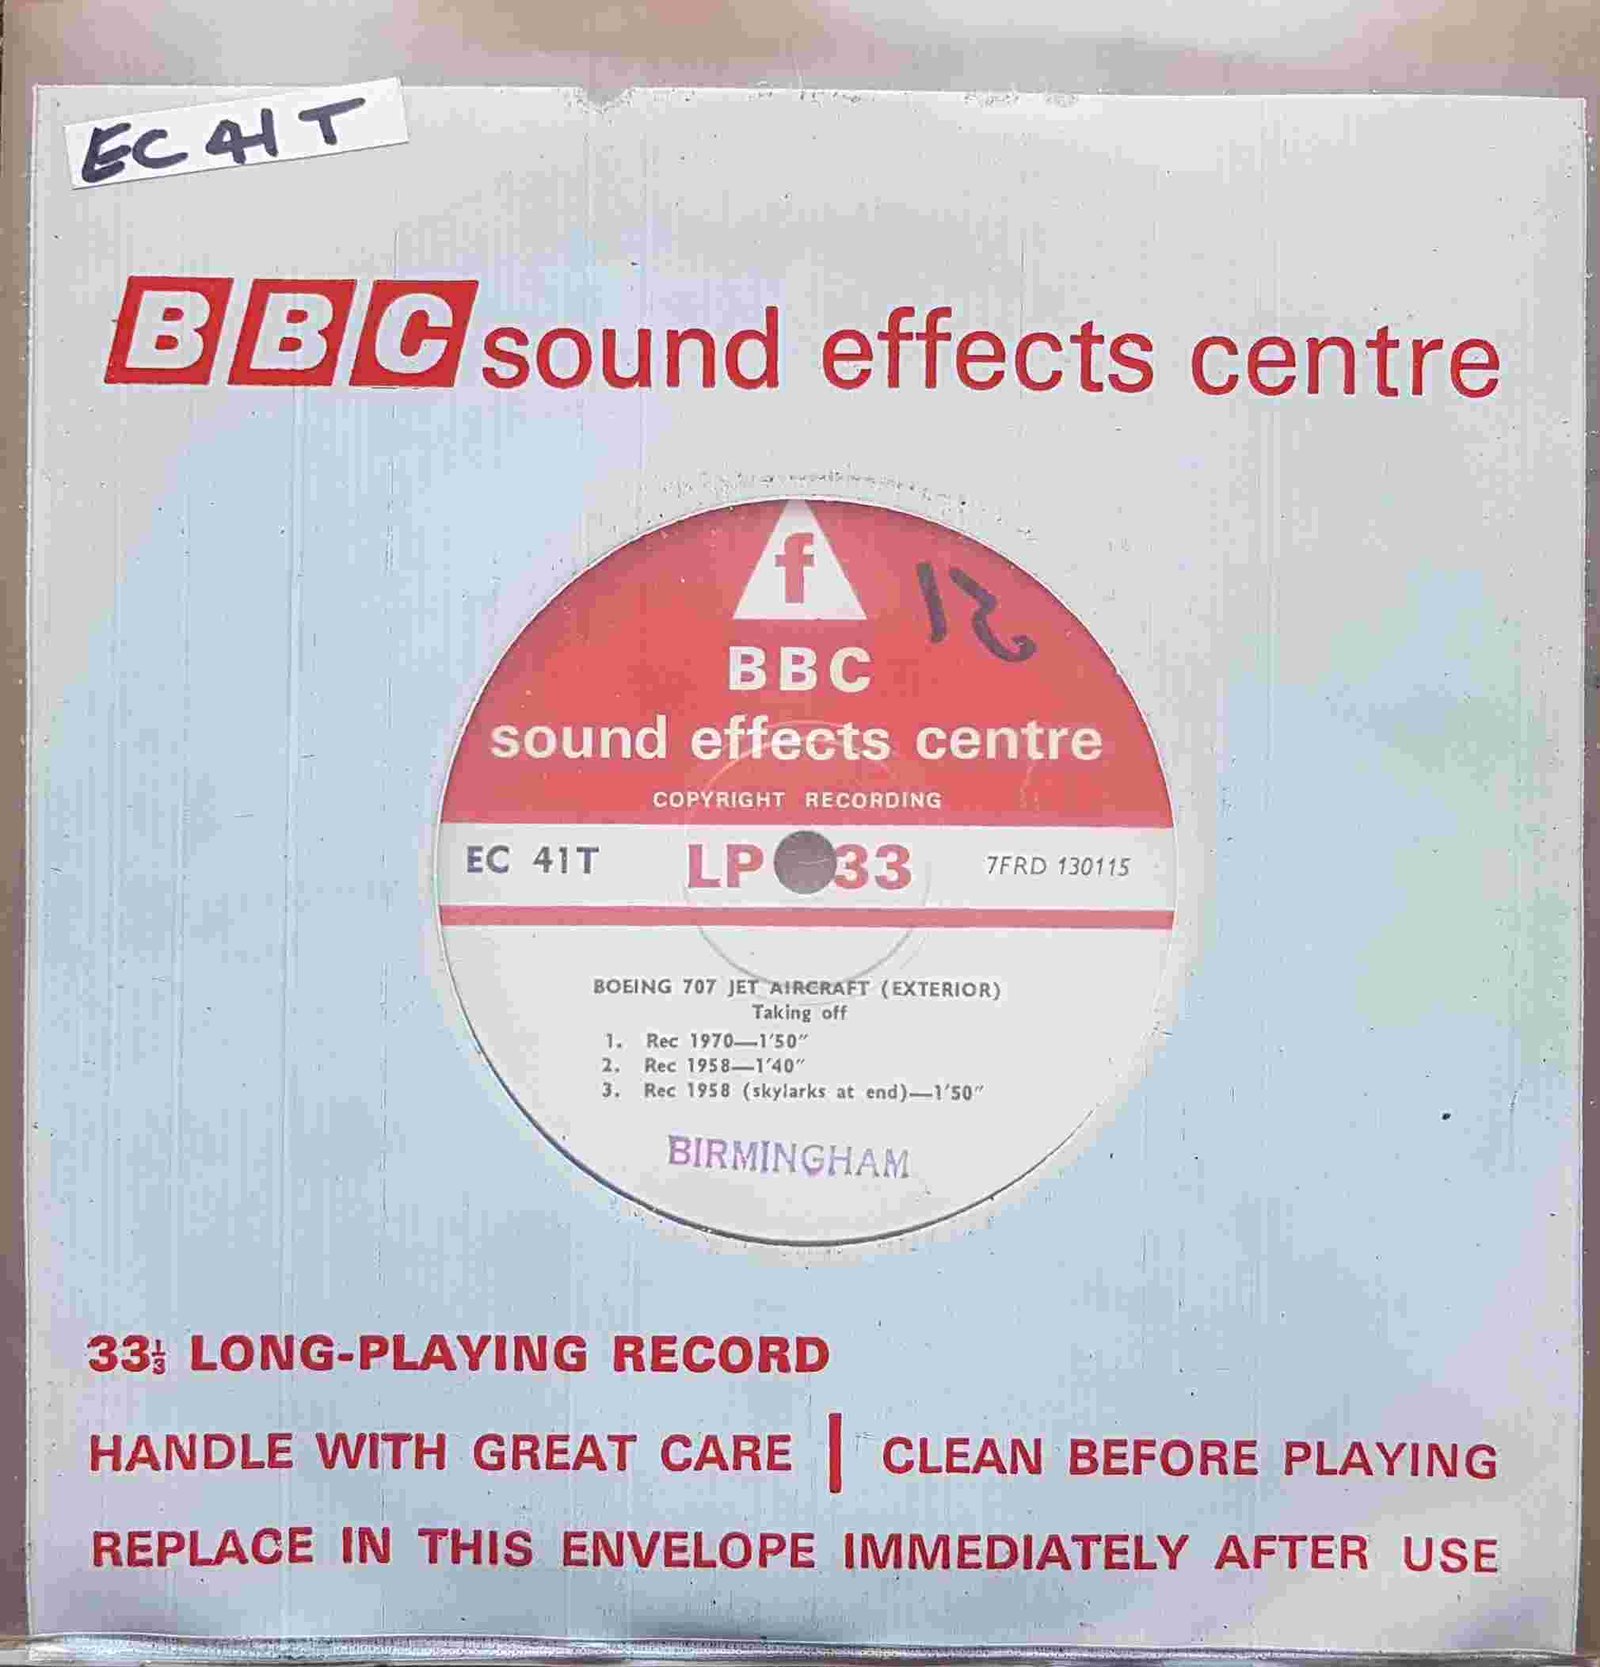 EC 41T
BBC sound effects centre
f
BBC
sound effects centre
COPYRIGHT RECORDING
EC 41T LP 33 7FRD 130115
BOEING 707 JET AIRCRAFT (EXTERIOR)
Taking off
1. Rec 1970—1'50"
2. Rec 1958—1'40"
3. Rec 1958 (skylarks at end)—1'50"
BIRMINGHAM
33⅓ LONG-PLAYING RECORD
HANDLE WITH GREAT CARE | CLEAN BEFORE PLAYING
REPLACE IN THIS ENVELOPE IMMEDIATELY AFTER USE